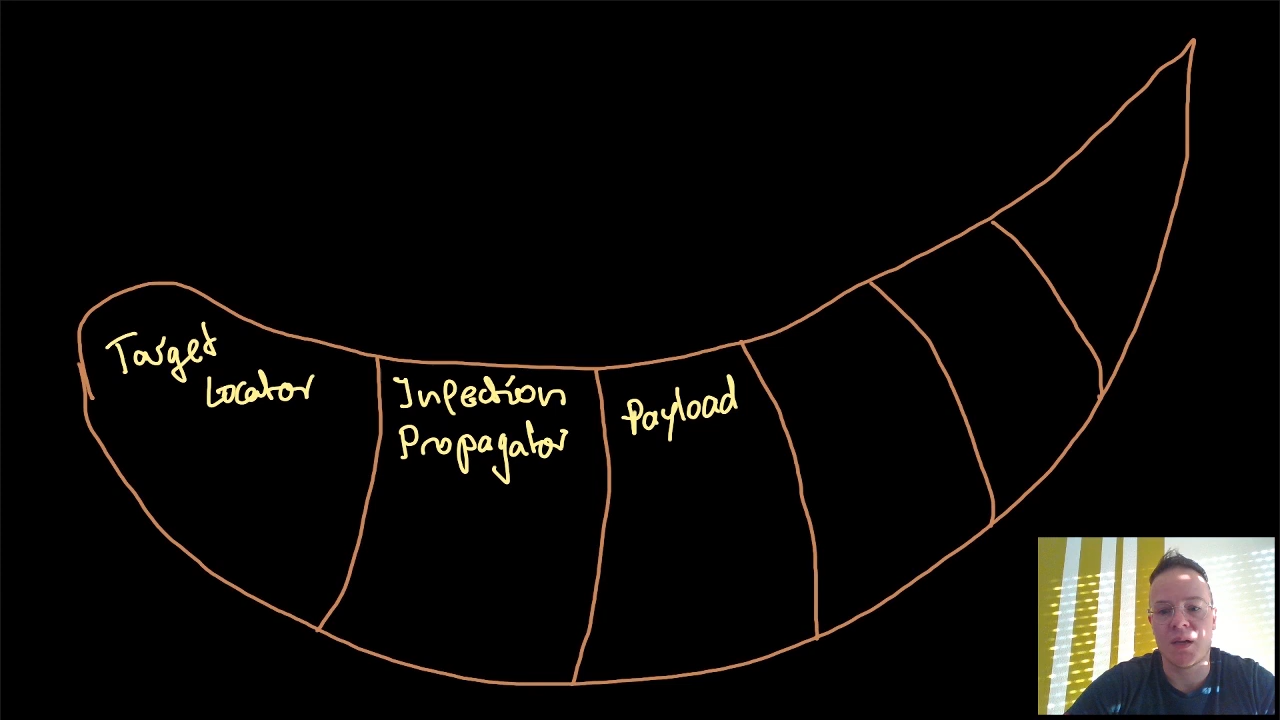 Target
Locator
Infection
Propagator
Payload